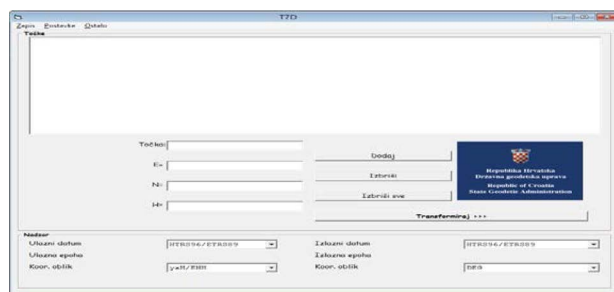 T7D
Zapis Postavke Ostalo
Točke
Točka:
E=
N=
H=
Dodaj
Izbriši
Izbriši sve
Republika Hrvatska
Državna geodetska uprava
Republic of Croatia
State Geodetic Administration
Transformiraj >>>
Nadzor
Ulazni datum HTRS96/ETRS89
Izlazni datum HTRS96/ETRS89
Ulazna epoha
Izlazna epoha
Koor. oblik
Koor. oblik DEG